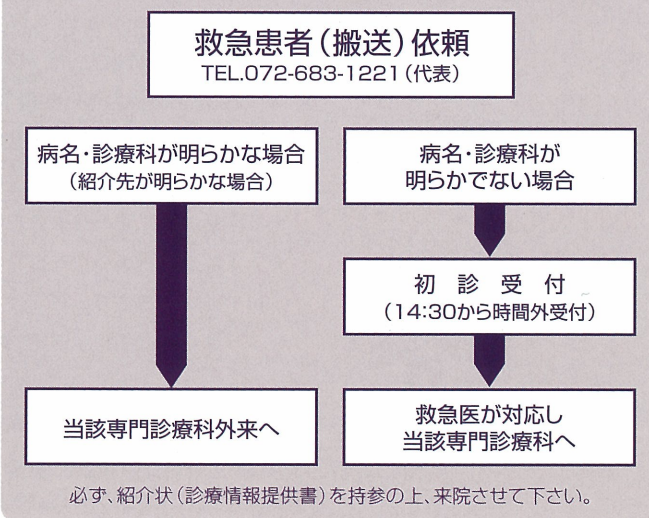 救急患者（搬送）依頼
TEL.072-683-1221（代表）
病名・診療科が明らかな場合
（紹介先が明らかな場合）
病名・診療科が
明らかでない場合
初診受付
（14:30から時間外受付）
当該専門診療科外来へ
救急医が対応し
当該専門診療科へ
必ず、紹介状（診療情報提供書）を持参の上、来院させて下さい。